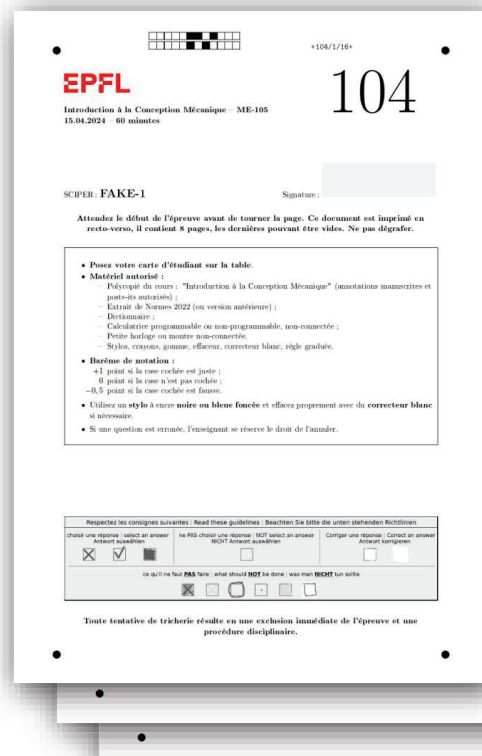 +104/1/16+
EPFL
104
Introduction à la Conception Mécanique – ME-105
15.04.2024 – 60 minutes
SCIPER : FAKE-1 Signature :
Attendez le début de l'épreuve avant de tourner la page. Ce document est imprimé en
recto-verso, il contient 8 pages, les dernières pouvant être vides. Ne pas dégrafer.
• Posez votre carte d'étudiant sur la table.
• Matériel autorisé :
– Polycopié du cours : "Introduction à la Conception Mécanique" (annotations manuscrites et
posts-its autorisés) ;
– Extrait de Normes 2022 (ou version antérieure) ;
– Dictionnaire ;
– Calculatrice programmable ou non-programmable, non-connectée ;
– Petite horloge ou montre non-connectée.
– Stylos, crayons, gomme, effaceur, correcteur blanc, règle graduée.
• Barème de notation :
+1 point si la case cochée est juste ;
0 point si la case n'est pas cochée ;
−0,5 point si la case cochée est fausse.
• Utilisez un stylo à encre noire ou bleue foncée et effacez proprement avec du correcteur blanc
si nécessaire.
• Si une question est erronée, l'enseignant se réserve le droit de l'annuler.
Respectez les consignes suivantes | Read these guidelines | Beachten Sie bitte die unten stehenden Richtlinien
choisir une réponse | select an answer
Antwort auswählen
ne PAS choisir une réponse | NOT select an answer
NICHT Antwort auswählen
Corriger une réponse | Correct an answer
Antwort korrigieren
ce qu'il ne faut PAS faire | what should NOT be done | was man NICHT tun sollte
Toute tentative de tricherie résulte en une exclusion immédiate de l'épreuve et une
procédure disciplinaire.